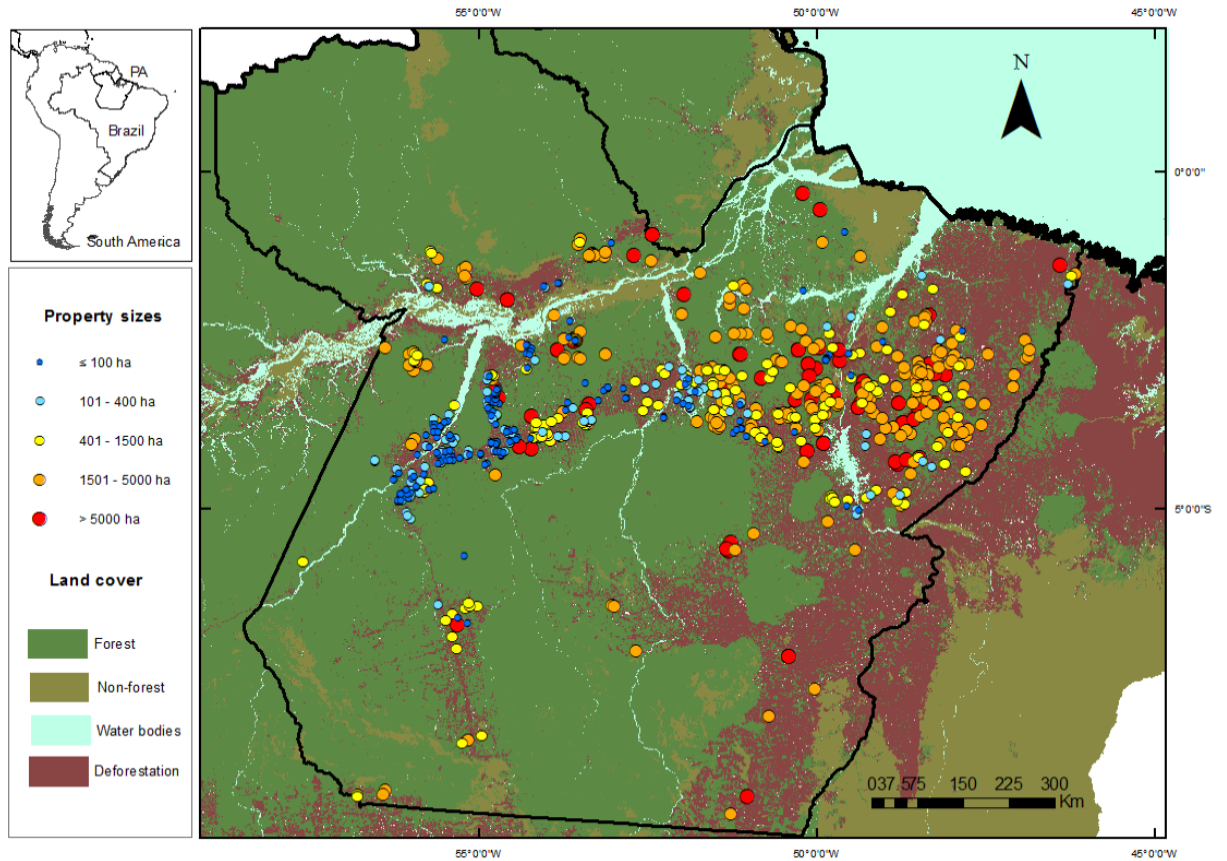 55°0'0"W
50°0'0"W
45°0'0"W
PA
Brazil
South America
N
0°0'0"
5°0'0"S
Property sizes
≤ 100 ha
101 - 400 ha
401 - 1500 ha
1501 - 5000 ha
> 5000 ha
Land cover
Forest
Non-forest
Water bodies
Deforestation
037.575 150 225 300
Km
55°0'0"W
50°0'0"W
45°0'0"W